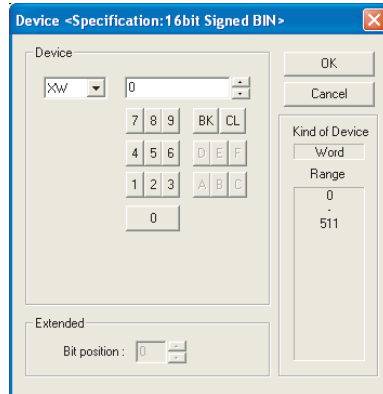 Device <Specification:16bit Signed BIN>
Device
XW
0
7 8 9 BK CL
4 5 6 D E F
1 2 3 A B C
0
Extended
Bit position : 0
OK
Cancel
Kind of Device
Word
Range
0
-
511